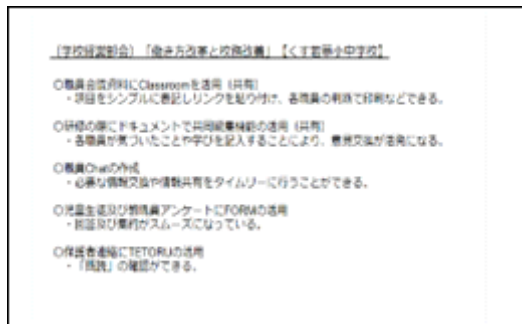 (学校経営部会)「働き方改革と校務改善」【くす若草小中学校】
○職員会議資料にClassroomを活用（共有）
・項目をシンプルに表記しリンクを貼り付け、各職員の判断で印刷などできる。
○研修の際にドキュメントで共同編集機能の活用（共有）
・各職員が気づいたことや学びを記入することにより、意見交換が活発になる。
○職員Chatの作成
・必要な情報交換や情報共有をタイムリーに行うことができる。
○児童生徒及び教職員アンケートにFORMの活用
・回答及び集約がスムーズになっている。
○保護者連絡にTETORUの活用
・「既読」の確認ができる。